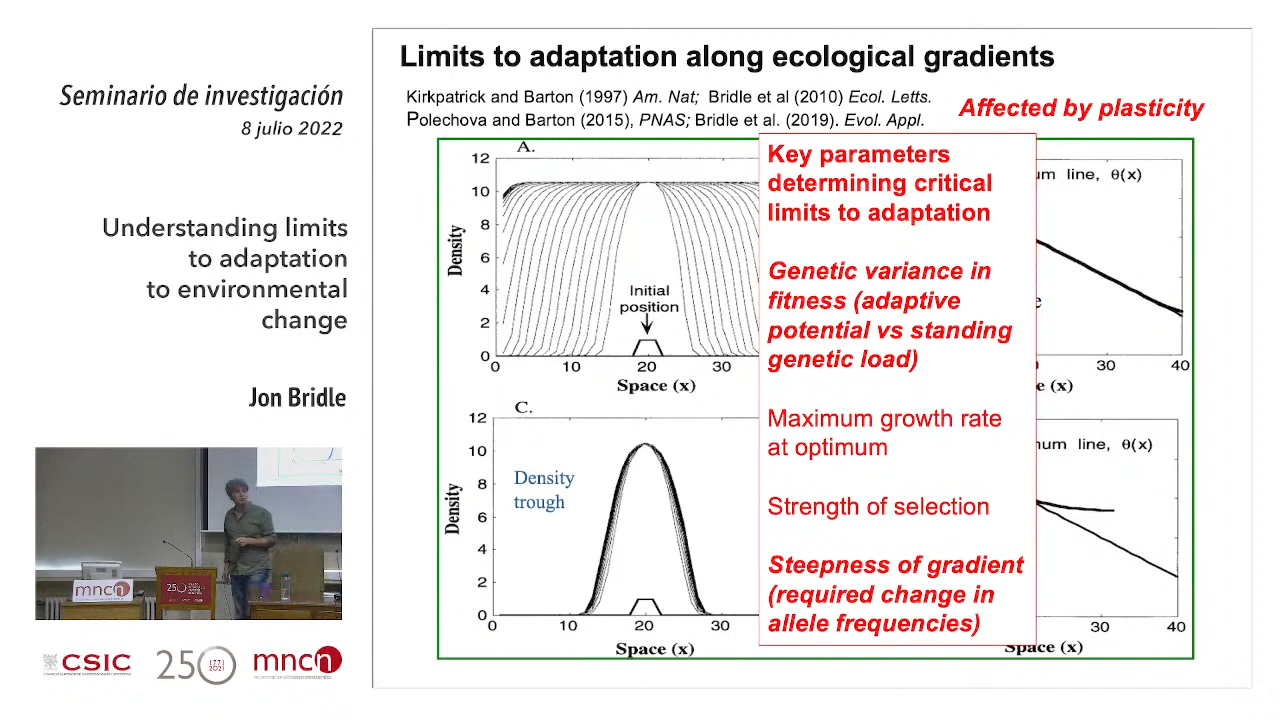 Seminario de investigación
8 julio 2022
Understanding limits
to adaptation
to environmental
change
Jon Bridle
mncn
25
CSIC
25
1771
2021
mncn
Limits to adaptation along ecological gradients
Kirkpatrick and Barton (1997) Am. Nat; Bridle et al (2010) Ecol. Letts.
Polechova and Barton (2015), PNAS; Bridle et al. (2019). Evol. Appl.
Affected by plasticity
A.
12
10
8
6
4
2
0
Density
Initial
position
0
10
20
30
Space (x)
C.
12
10
8
6
4
2
0
Density
Density
trough
0
10
20
30
Space (x)
Key parameters
determining critical
limits to adaptation
Genetic variance in
fitness (adaptive
potential vs standing
genetic load)
Maximum growth rate
at optimum
Strength of selection
Steepness of gradient
(required change in
allele frequencies)
um line, θ(x)
e
30
40
e (x)
num line, θ(x)
30
40
Space (x)